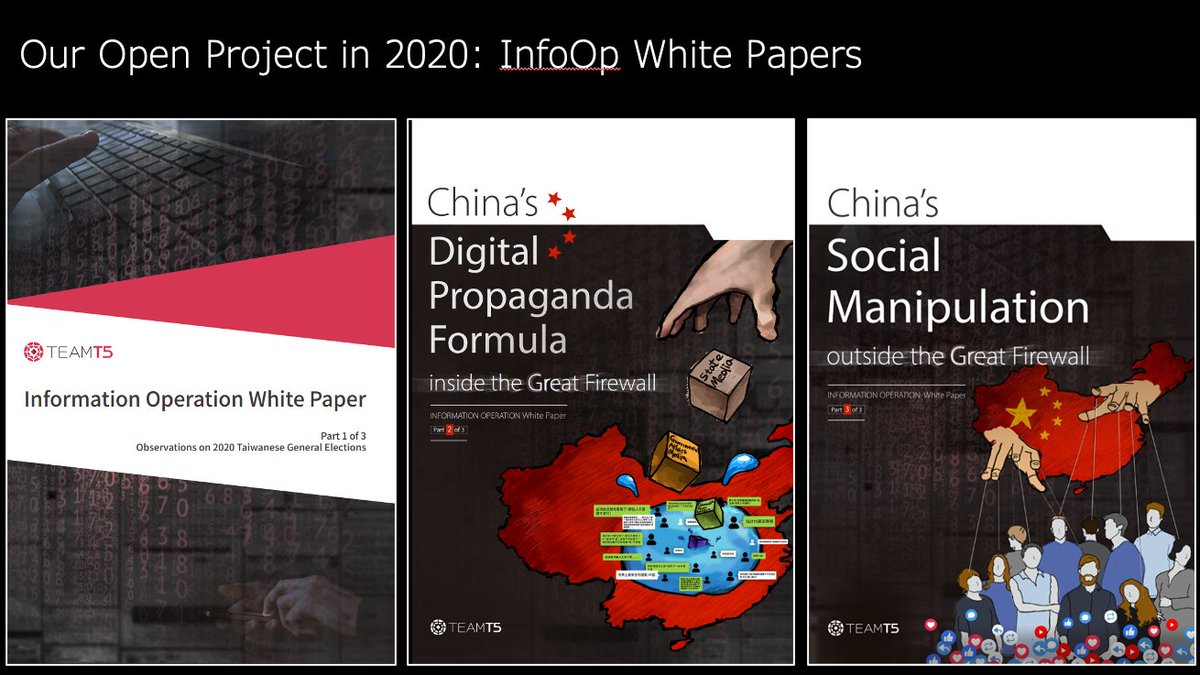 Our Open Project in 2020: InfoOp White Papers
TEAMT5
Information Operation White Paper
Part 1 of 3
Observations on 2020 Taiwanese General Elections
China's
Digital
Propaganda
Formula
inside the Great Firewall
INFORMATION OPERATION White Paper
Part 2 of 3
State
Media
TEAMT5
China's
Social
Manipulation
outside the Great Firewall
INFORMATION OPERATION: White Paper
Part 3 of 3
TEAMT5